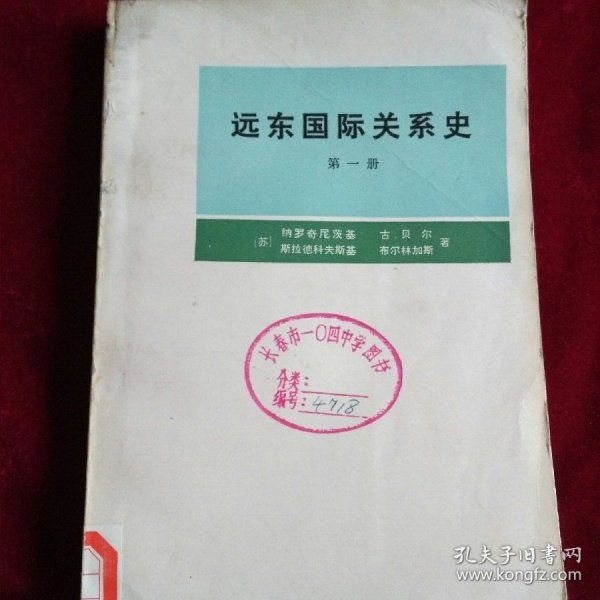 远东国际关系史
第一册
[苏] 纳罗奇尼茨基 古 贝 尔 著
斯拉德科夫斯基 布尔林加斯
长春市一〇四中学图书
分类：
编号：4718
孔夫子旧书网
www.kongfz.com